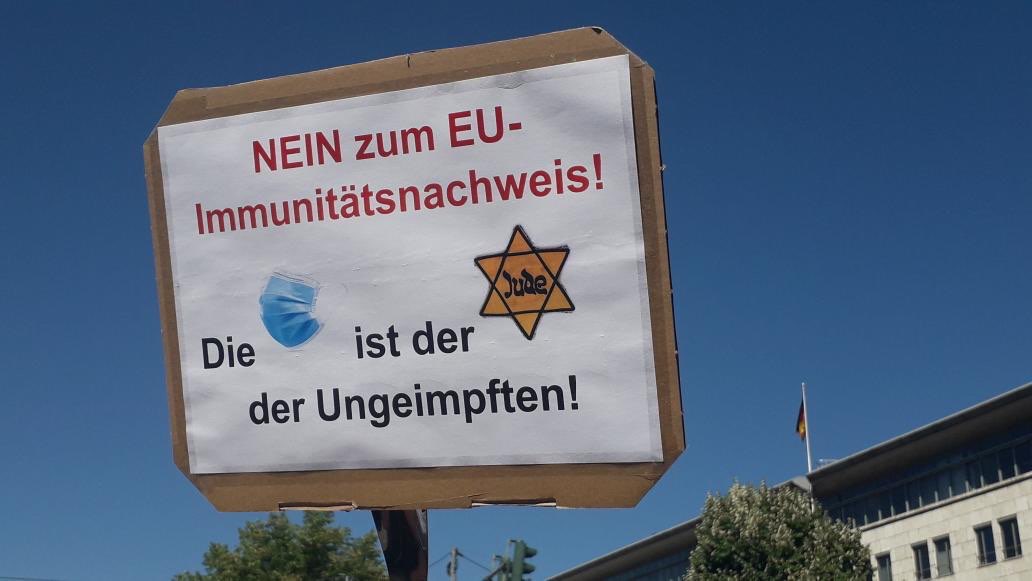 NEIN zum EU-
Immunitätsnachweis!
Jude
Die ist der
der Ungeimpften!